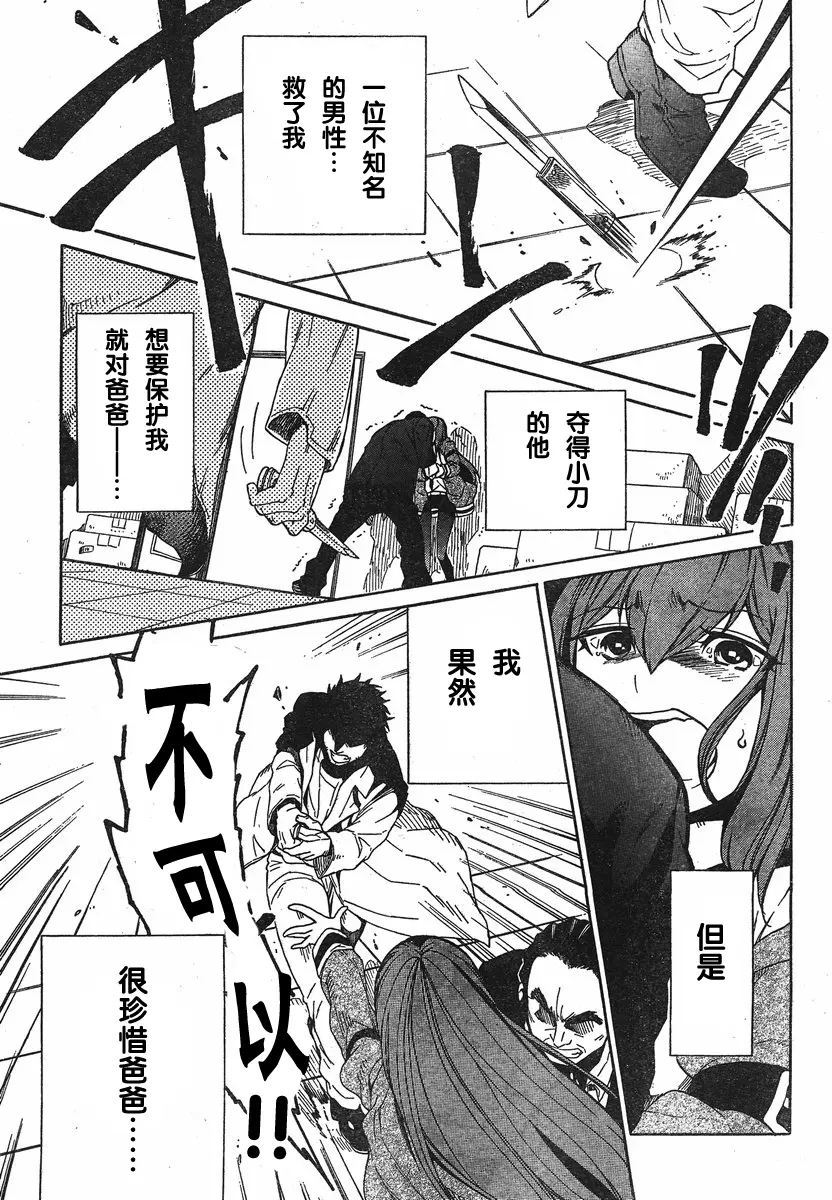 一位不知名
的男性…
救了我
夺得小刀
的他
想要保护我
就对爸爸——…
但是
我
果然
不可以!!
很珍惜爸爸……